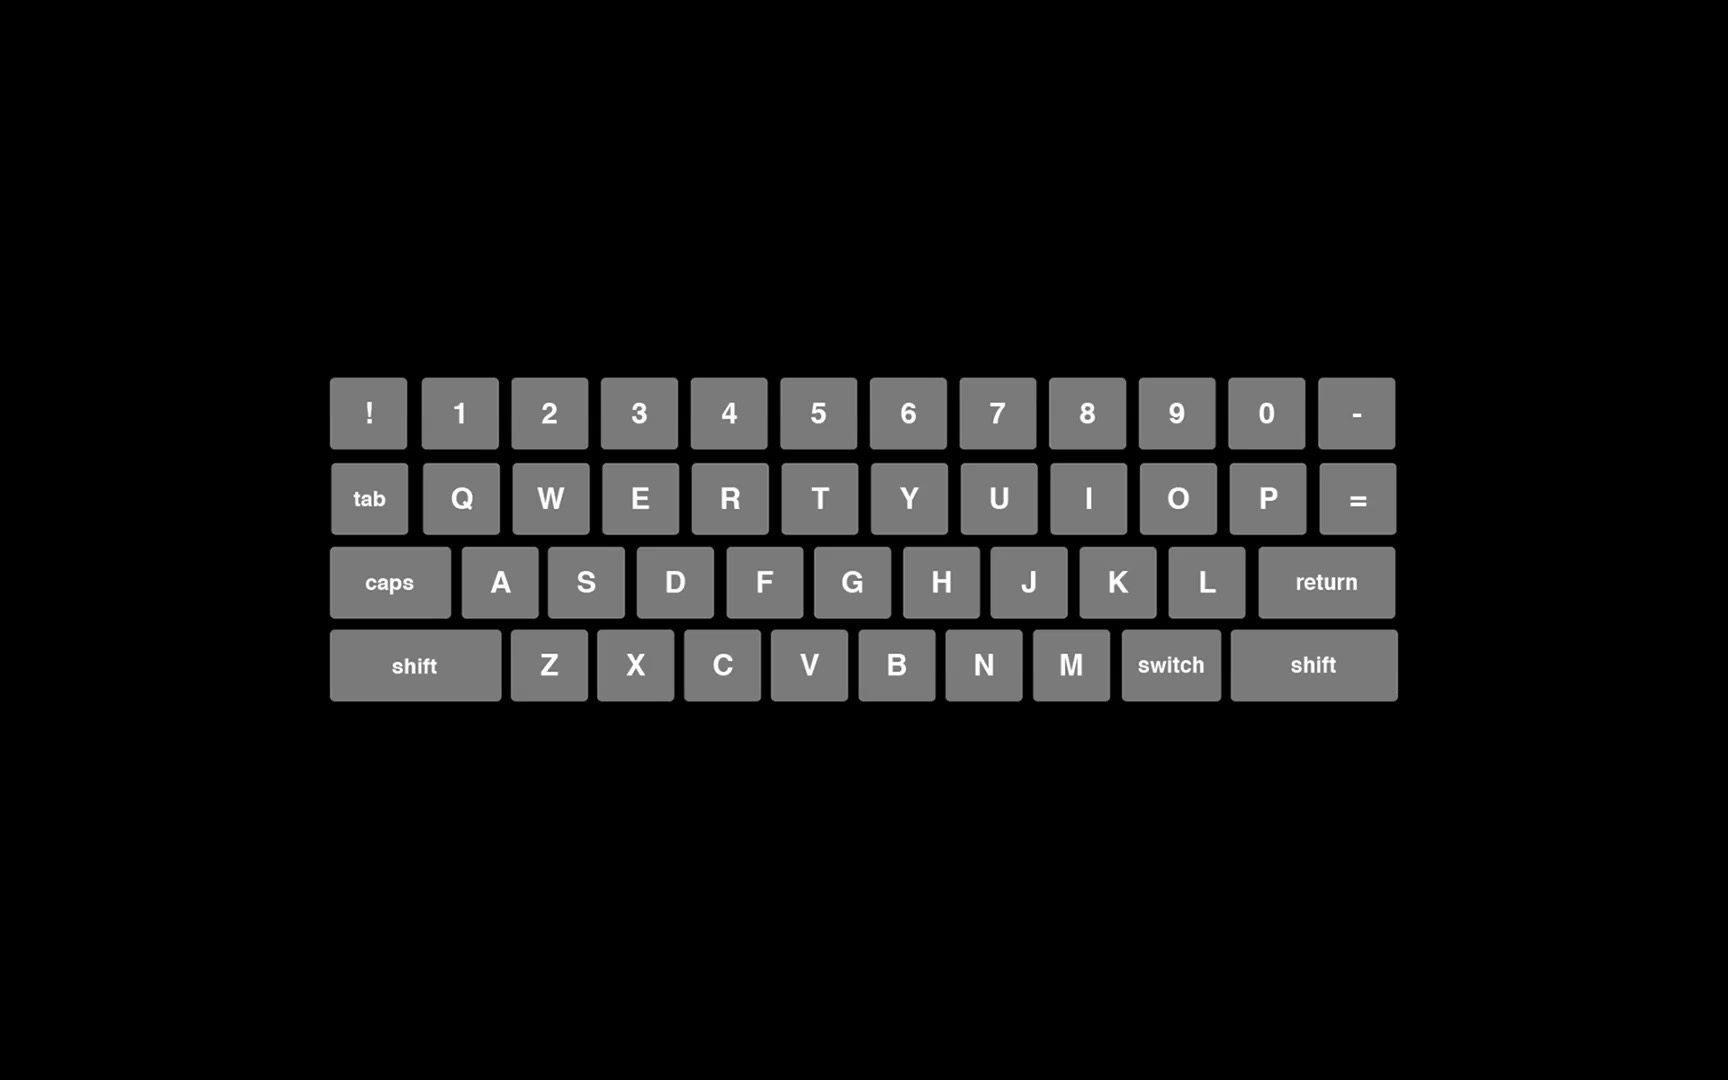 ! 1 2 3 4 5 6 7 8 9 0 -
tab Q W E R T Y U I O P =
caps A S D F G H J K L return
shift Z X C V B N M switch shift